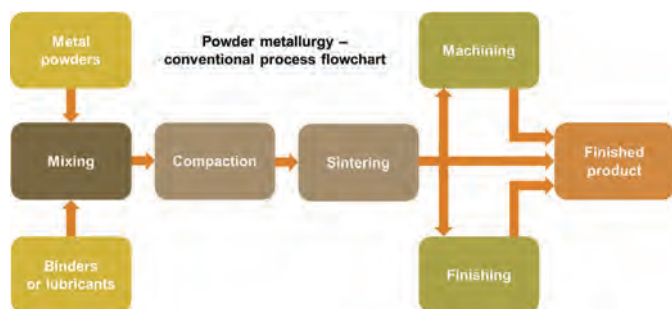 Metal
powders
Powder metallurgy –
conventional process flowchart
Machining
Mixing
Compaction
Sintering
Finished
product
Binders
or lubricants
Finishing